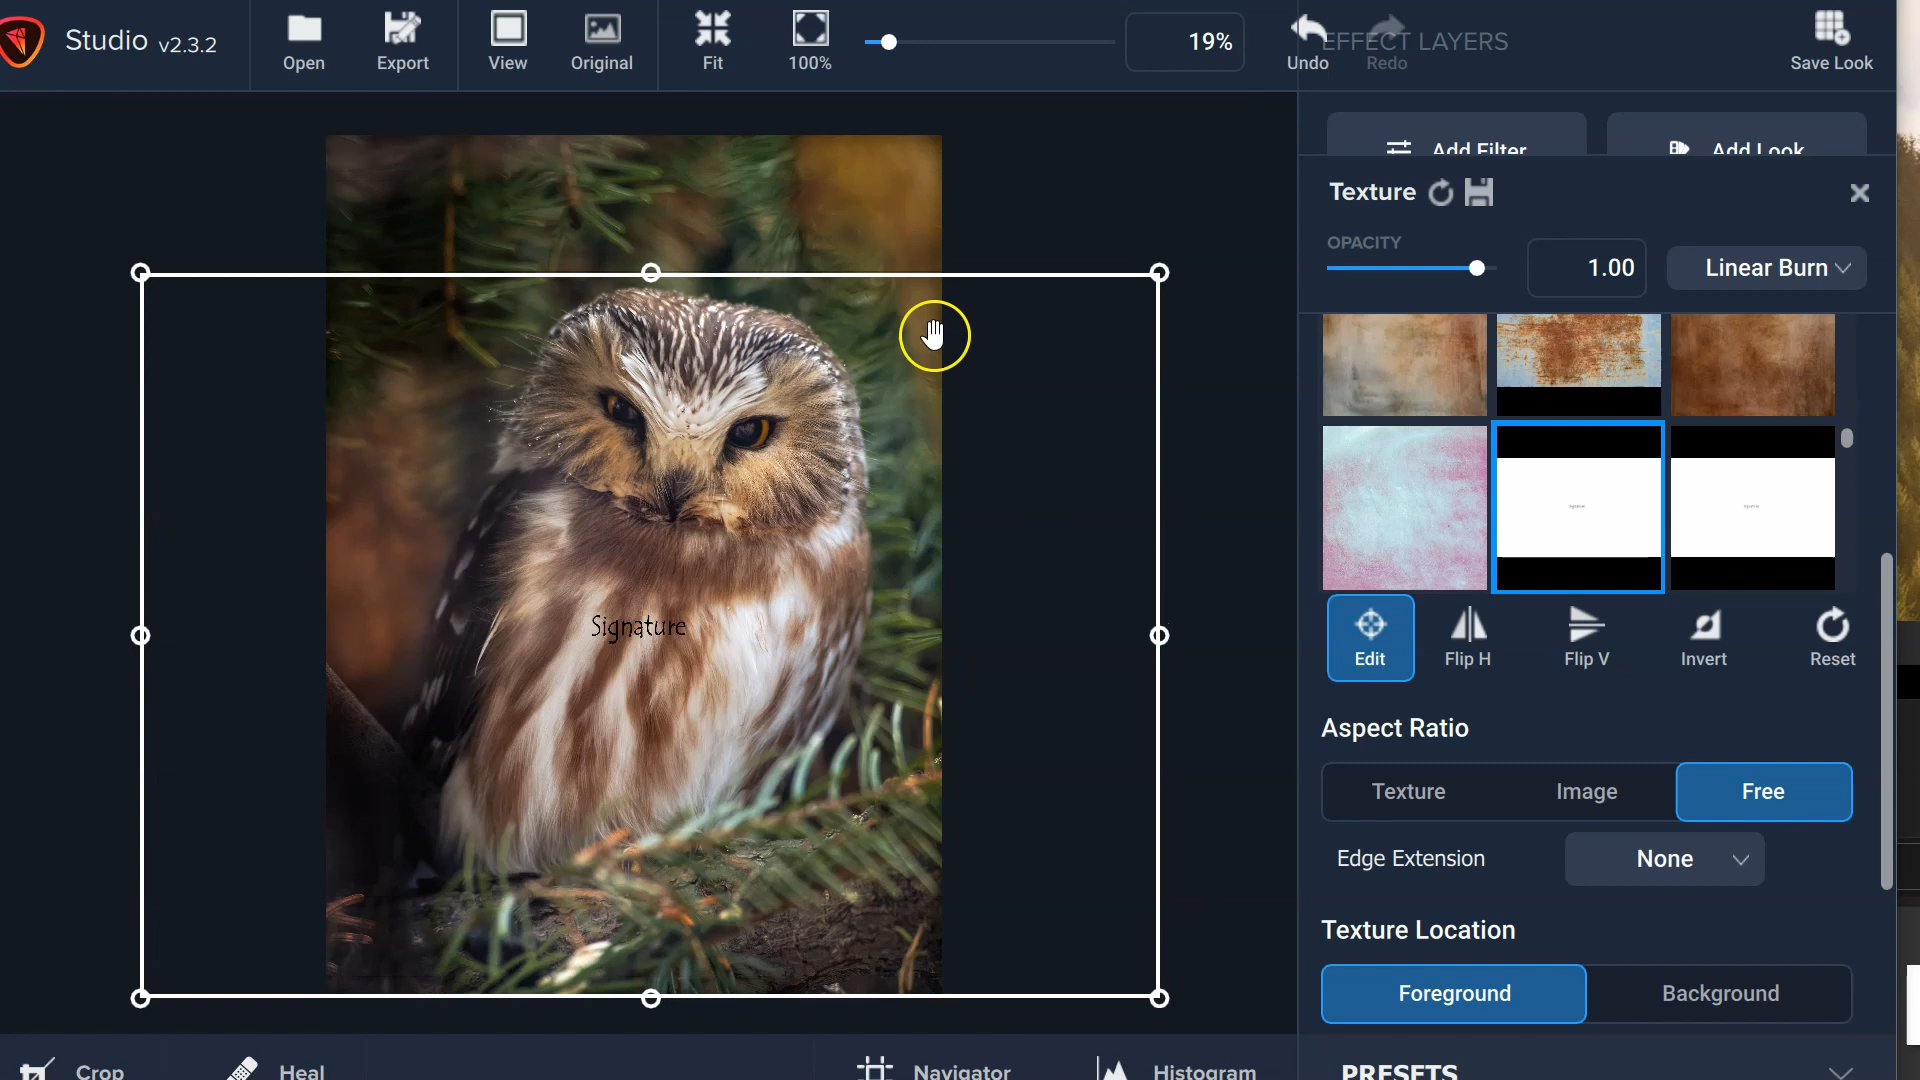 Studio v2.3.2
Open
Export
View
Original
Fit
100%
19%
Undo
Redo
EFFECT LAYERS
Save Look
Add Filter
Add Look
Texture
OPACITY
1.00
Linear Burn
Signature
Edit
Flip H
Flip V
Invert
Reset
Aspect Ratio
Texture
Image
Free
Edge Extension
None
Texture Location
Foreground
Background
Crop
Heal
Navigator
Histogram
PRESETS